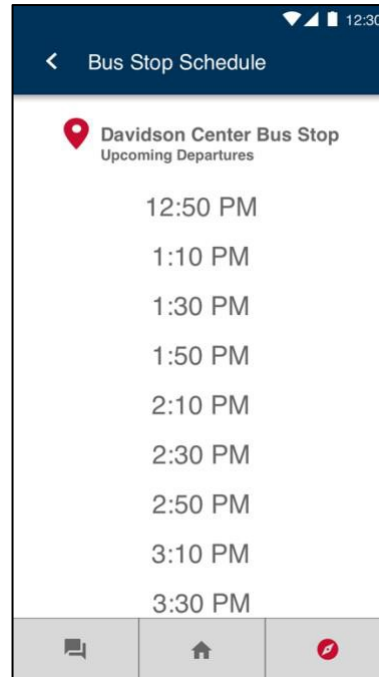 12:30
Bus Stop Schedule
Davidson Center Bus Stop
Upcoming Departures
12:50 PM
1:10 PM
1:30 PM
1:50 PM
2:10 PM
2:30 PM
2:50 PM
3:10 PM
3:30 PM